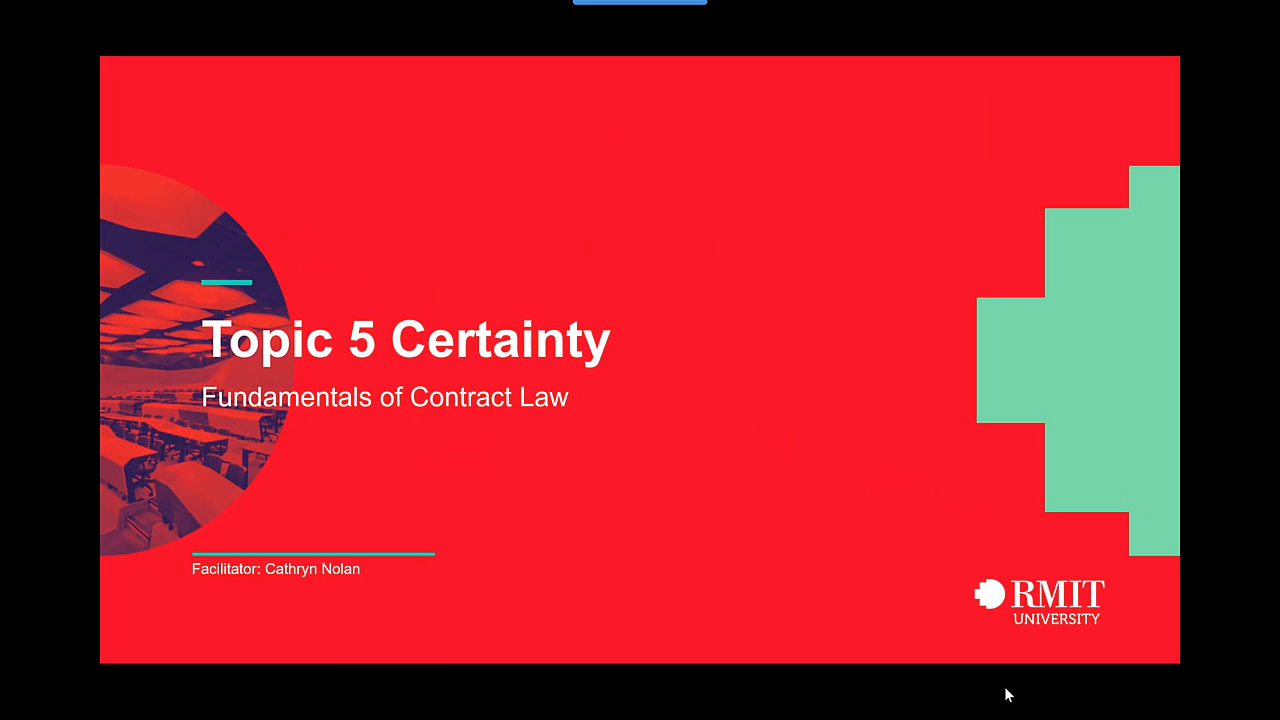 Topic 5 Certainty
Fundamentals of Contract Law
Facilitator: Cathryn Nolan
RMIT
UNIVERSITY